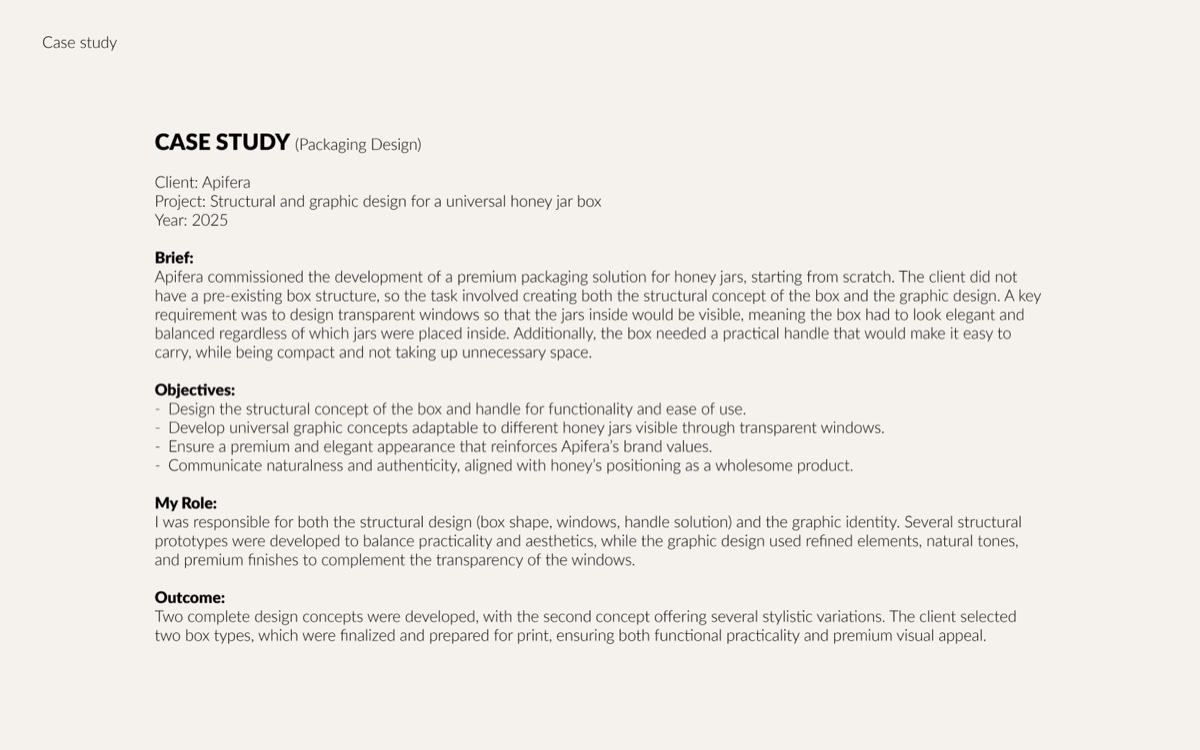 Case study
CASE STUDY (Packaging Design)
Client: Apifera
Project: Structural and graphic design for a universal honey jar box
Year: 2025
Brief:
Apifera commissioned the development of a premium packaging solution for honey jars, starting from scratch. The client did not
have a pre-existing box structure, so the task involved creating both the structural concept of the box and the graphic design. A key
requirement was to design transparent windows so that the jars inside would be visible, meaning the box had to look elegant and
balanced regardless of which jars were placed inside. Additionally, the box needed a practical handle that would make it easy to
carry, while being compact and not taking up unnecessary space.
Objectives:
- Design the structural concept of the box and handle for functionality and ease of use.
- Develop universal graphic concepts adaptable to different honey jars visible through transparent windows.
- Ensure a premium and elegant appearance that reinforces Apifera’s brand values.
- Communicate naturalness and authenticity, aligned with honey’s positioning as a wholesome product.
My Role:
I was responsible for both the structural design (box shape, windows, handle solution) and the graphic identity. Several structural
prototypes were developed to balance practicality and aesthetics, while the graphic design used refined elements, natural tones,
and premium finishes to complement the transparency of the windows.
Outcome:
Two complete design concepts were developed, with the second concept offering several stylistic variations. The client selected
two box types, which were finalized and prepared for print, ensuring both functional practicality and premium visual appeal.